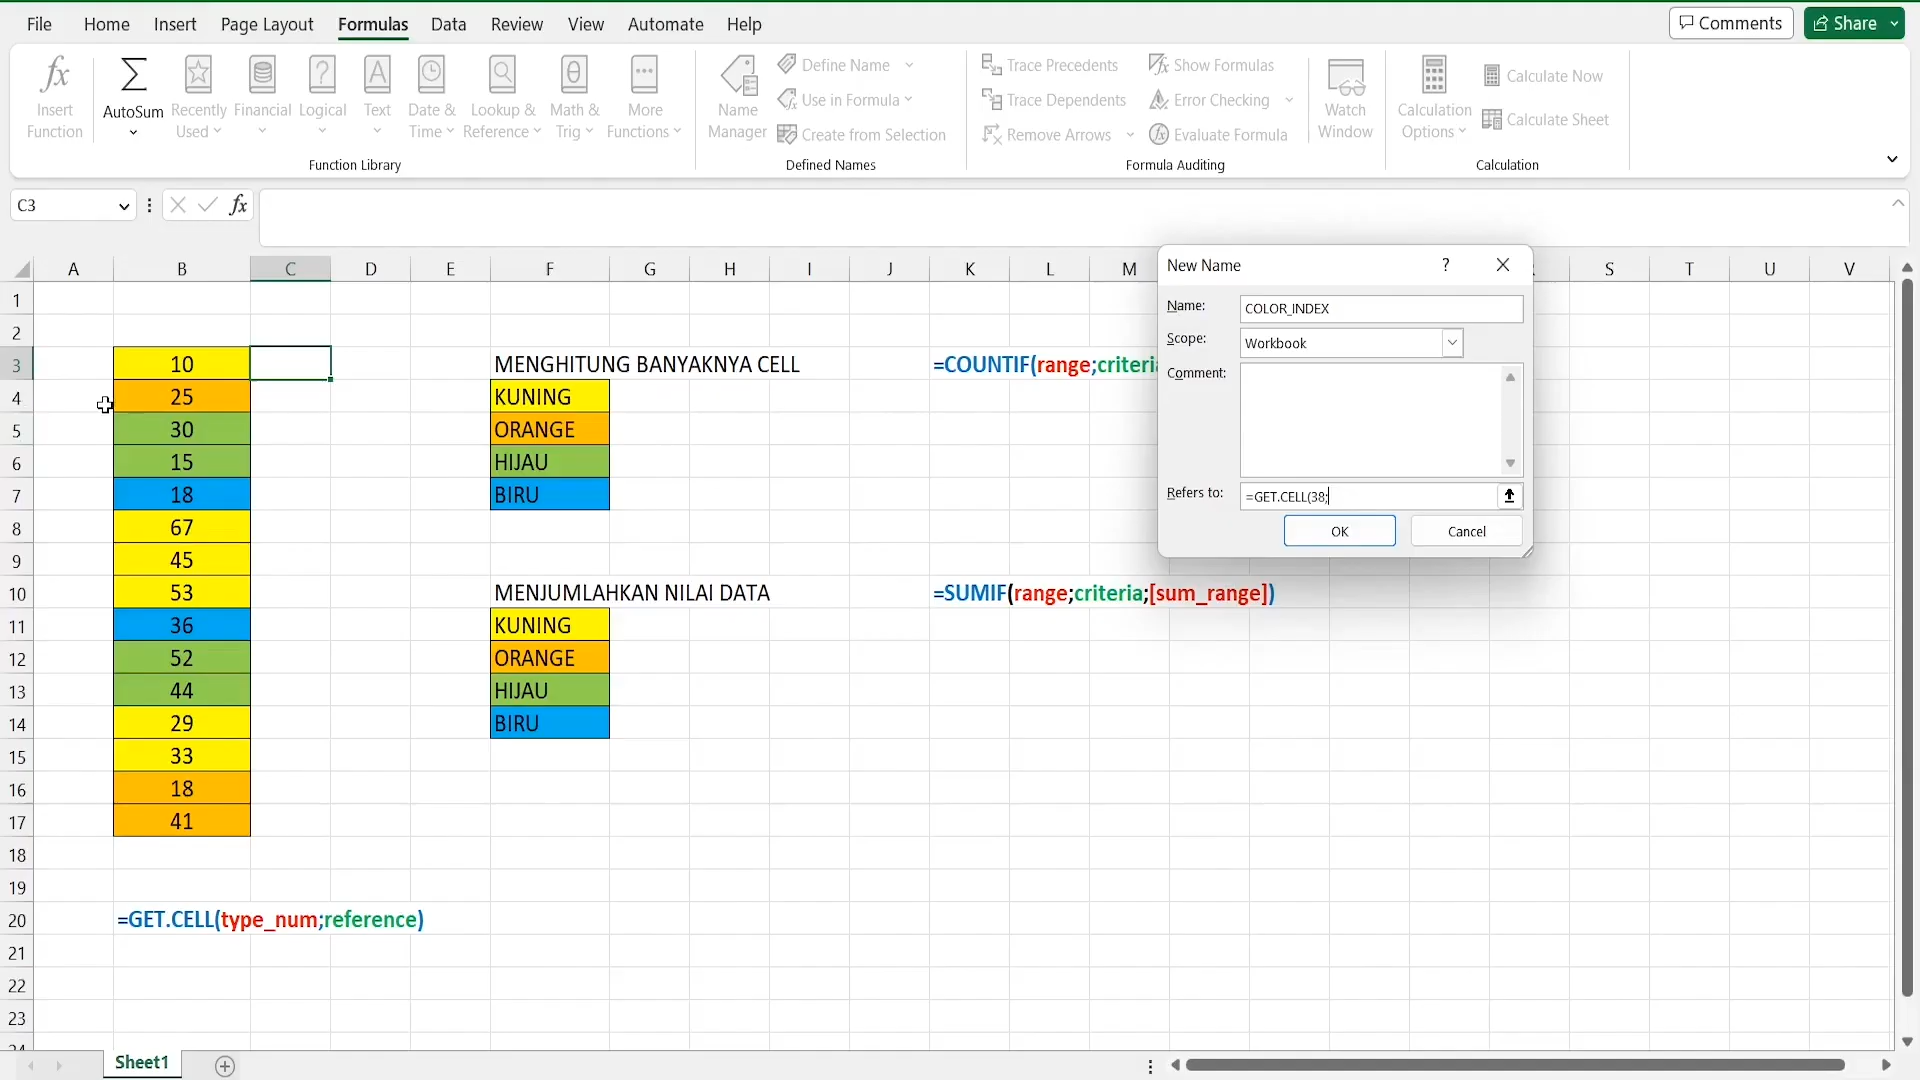 File Home Insert Page Layout Formulas Data Review View Automate Help Comments Share
Insert Function
AutoSum
Recently Used
Financial
Logical
Text
Date & Time
Lookup & Reference
Math & Trig
More Functions
Function Library
Name Manager
Define Name
Use in Formula
Create from Selection
Defined Names
Trace Precedents
Trace Dependents
Remove Arrows
Show Formulas
Error Checking
Evaluate Formula
Formula Auditing
Watch Window
Calculation Options
Calculate Now
Calculate Sheet
Calculation
C3
fx
A B C D E F G H I J K L M S T U V
1
2
3 10 MENGHITUNG BANYAKNYA CELL =COUNTIF(range;criteria
4 25 KUNING
5 30 ORANGE
6 15 HIJAU
7 18 BIRU
8 67
9 45
10 53 MENJUMLAHKAN NILAI DATA =SUMIF(range;criteria;[sum_range])
11 36 KUNING
12 52 ORANGE
13 44 HIJAU
14 29 BIRU
15 33
16 18
17 41
18
19
20 =GET.CELL(type_num;reference)
21
22
23
24
New Name ?
Name: COLOR_INDEX
Scope: Workbook
Comment:
Refers to: =GET.CELL(38;
OK Cancel
Sheet1